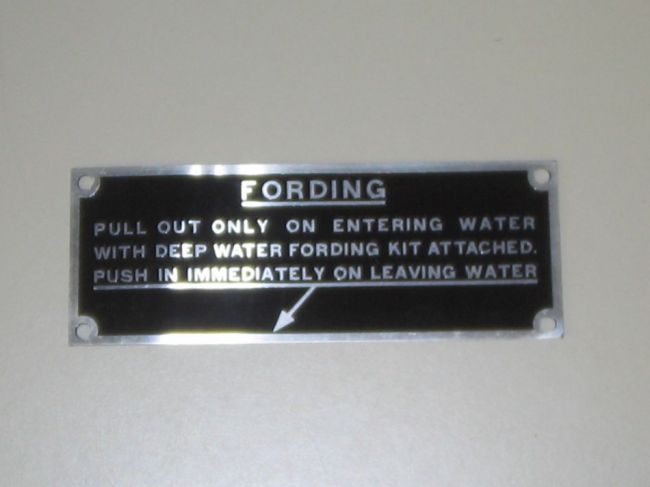 FORDING
PULL OUT ONLY ON ENTERING WATER
WITH DEEP WATER FORDING KIT ATTACHED.
PUSH IN IMMEDIATELY ON LEAVING WATER